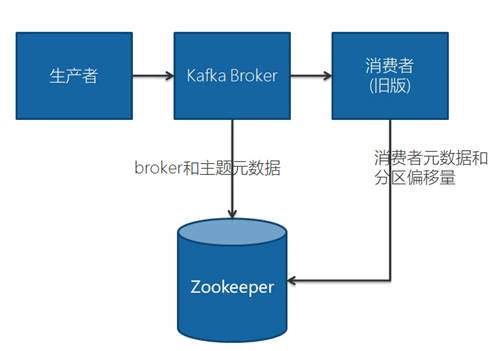 生产者
Kafka Broker
消费者
(旧版)
broker和主题元数据
消费者元数据和
分区偏移量
Zookeeper